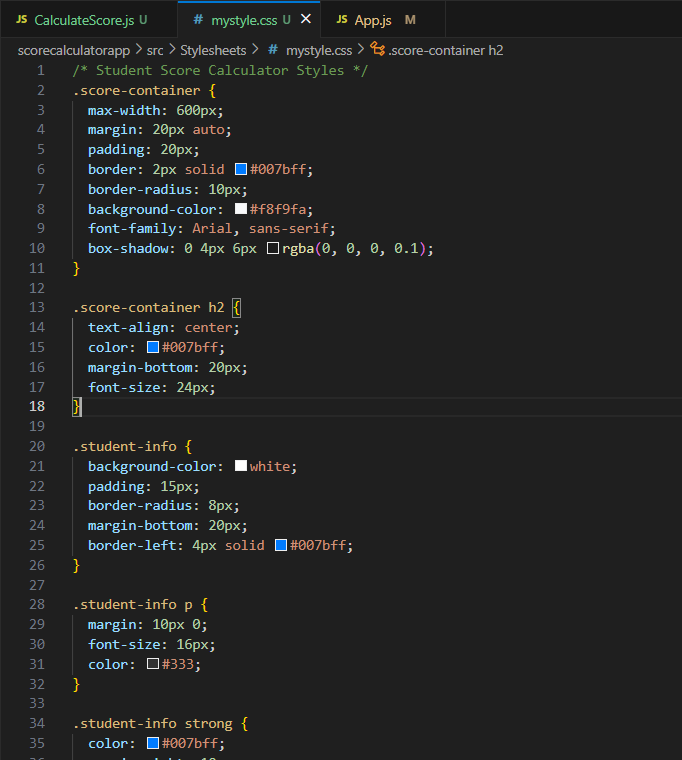 JS CalculateScore.js U # mystyle.css U × JS App.js M
scorecalculatorapp > src > Stylesheets > # mystyle.css > .score-container h2
1 /* Student Score Calculator Styles */
2 .score-container {
3 max-width: 600px;
4 margin: 20px auto;
5 padding: 20px;
6 border: 2px solid #007bff;
7 border-radius: 10px;
8 background-color: #f8f9fa;
9 font-family: Arial, sans-serif;
10 box-shadow: 0 4px 6px rgba(0, 0, 0, 0.1);
11 }
12
13 .score-container h2 {
14 text-align: center;
15 color: #007bff;
16 margin-bottom: 20px;
17 font-size: 24px;
18 }
19
20 .student-info {
21 background-color: white;
22 padding: 15px;
23 border-radius: 8px;
24 margin-bottom: 20px;
25 border-left: 4px solid #007bff;
26 }
27
28 .student-info p {
29 margin: 10px 0;
30 font-size: 16px;
31 color: #333;
32 }
33
34 .student-info strong {
35 color: #007bff;